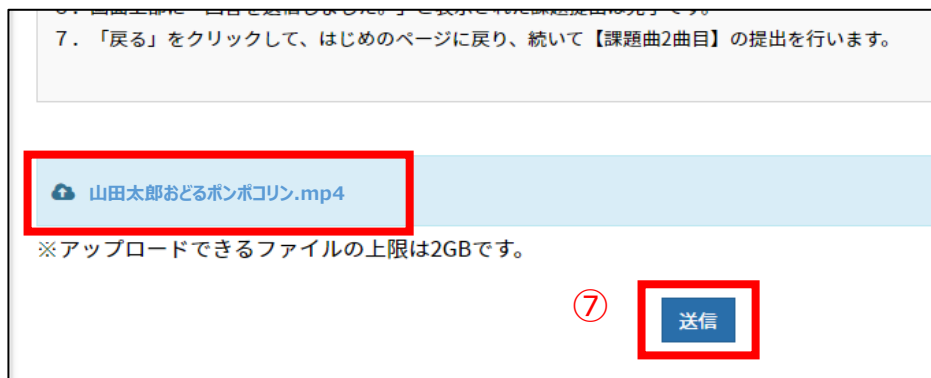 7．「戻る」をクリックして、はじめのページに戻り、続いて【課題曲2曲目】の提出を行います。
山田太郎おどるポンポコリン.mp4
※アップロードできるファイルの上限は2GBです。
⑦
送信